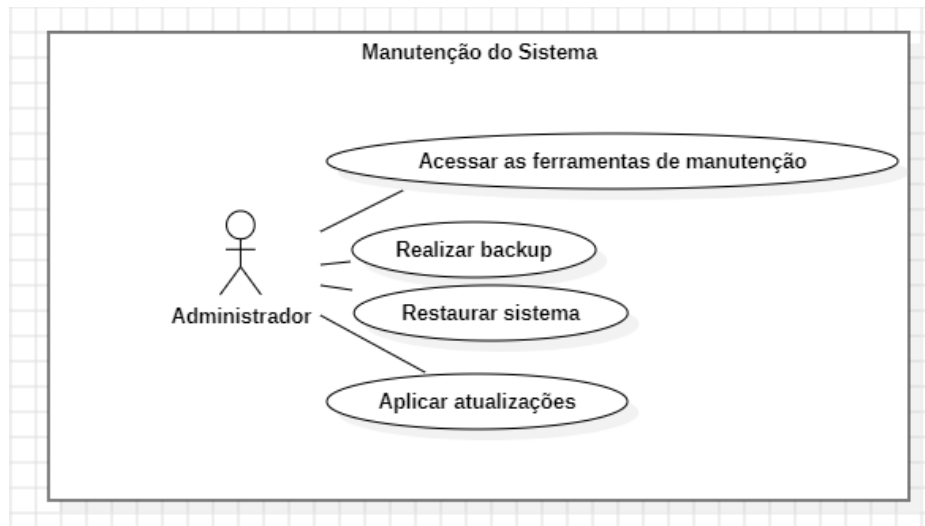 Manutenção do Sistema
Acessar as ferramentas de manutenção
Realizar backup
Restaurar sistema
Administrador
Aplicar atualizações